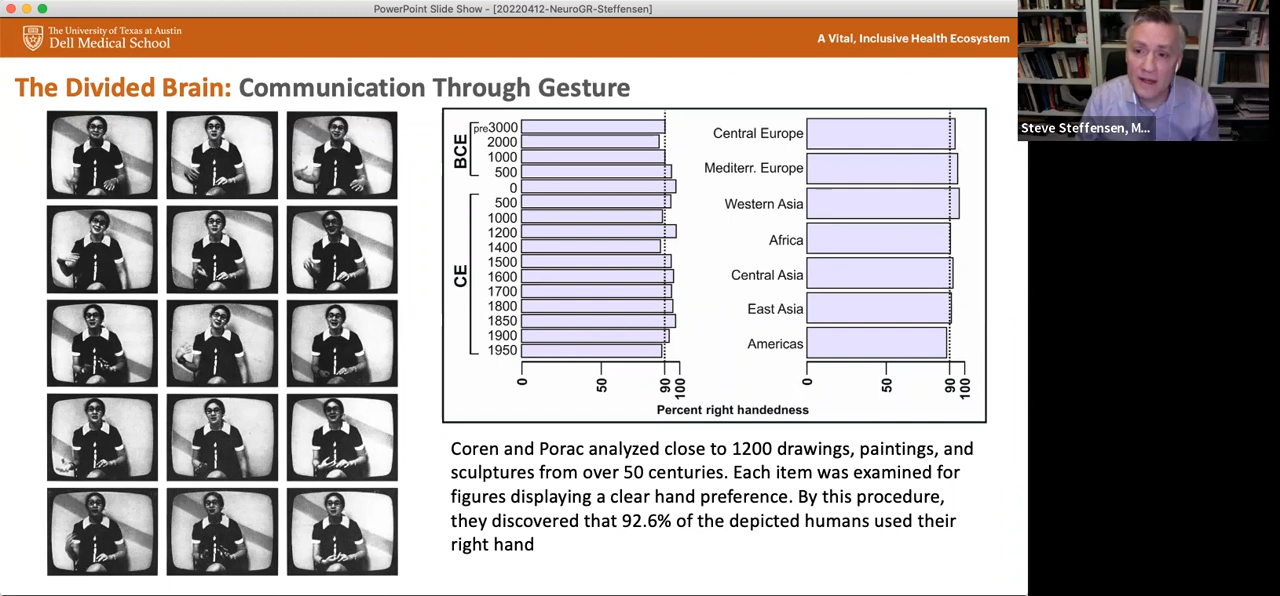 PowerPoint Slide Show - [20220412-NeuroGR-Steffensen]
The University of Texas at Austin
Dell Medical School
A Vital, Inclusive Health Ecosystem
Steve Steffensen, M...
The Divided Brain: Communication Through Gesture
BCE
pre3000
2000
1000
500
0
CE
500
1000
1200
1400
1500
1600
1700
1800
1850
1900
1950
0
50
90
100
Central Europe
Mediterr. Europe
Western Asia
Africa
Central Asia
East Asia
Americas
0
50
90
100
Percent right handedness
Coren and Porac analyzed close to 1200 drawings, paintings, and
sculptures from over 50 centuries. Each item was examined for
figures displaying a clear hand preference. By this procedure,
they discovered that 92.6% of the depicted humans used their
right hand